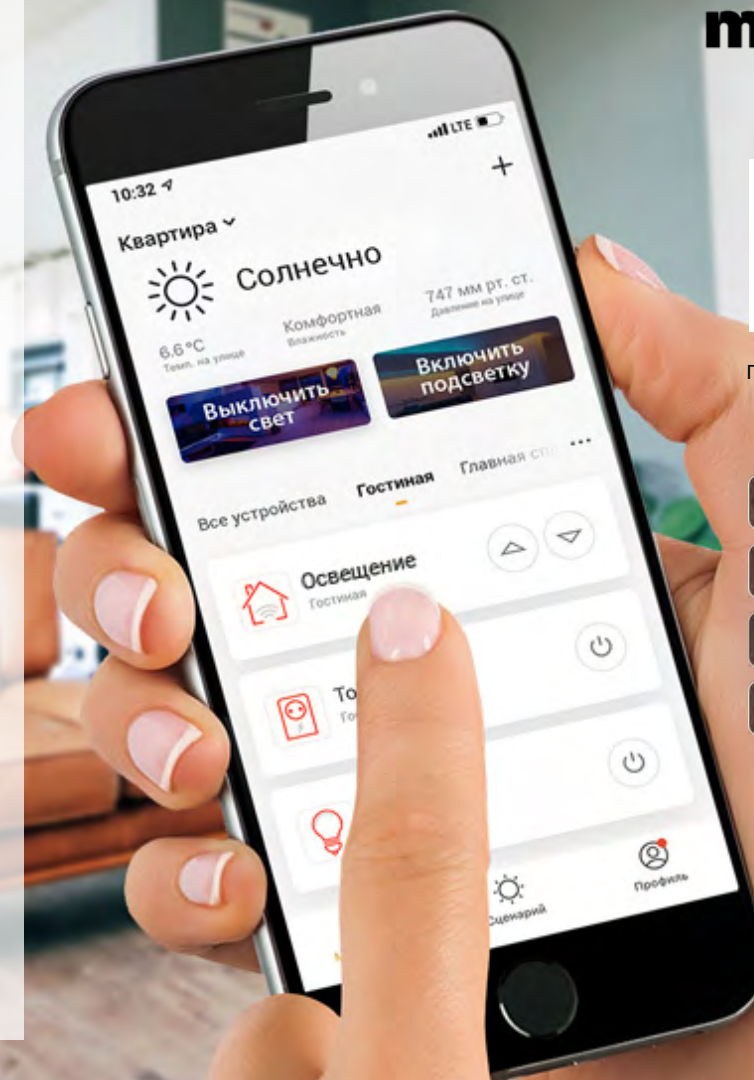 m
LTE
10:32
Квартира
Солнечно
6.6 °C
Темп. на улице
Комфортная
Влажность
747 мм рт. ст.
Давление на улице
Выключить
свет
Включить
подсветку
Все устройства
Гостиная
Главная
Освещение
Гостиная
Сценарий
Профиль